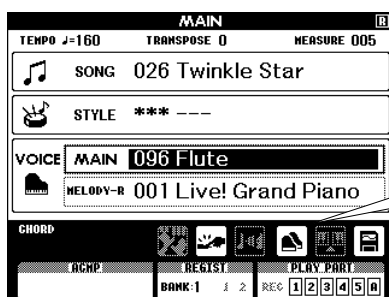 MAIN R
TEMPO ♩=160 TRANSPOSE 0 MEASURE 005
SONG 026 Twinkle Star
STYLE *** ---
VOICE MAIN 096 Flute
MELODY-R 001 Live! Grand Piano
CHORD
ACMP REGIST PLAY PART
BANK:1 1 2 REC 1 2 3 4 5 A